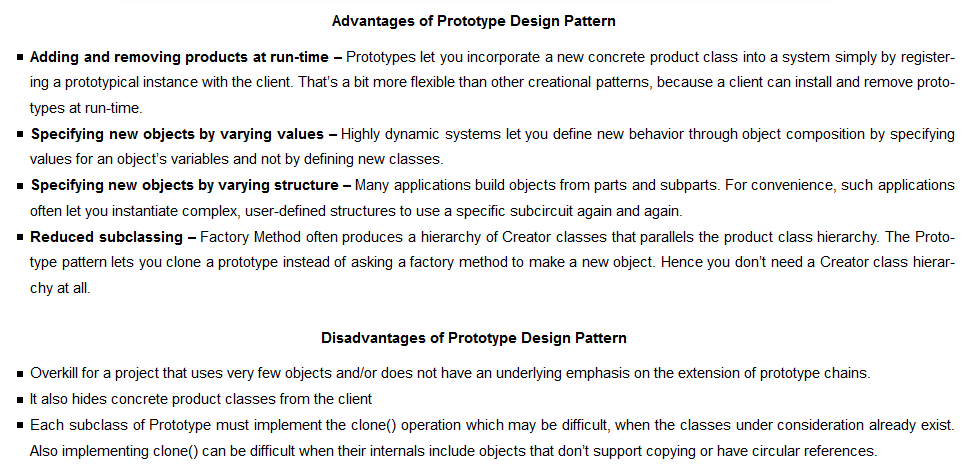 Advantages of Prototype Design Pattern
▪ Adding and removing products at run-time – Prototypes let you incorporate a new concrete product class into a system simply by register-
ing a prototypical instance with the client. That’s a bit more flexible than other creational patterns, because a client can install and remove proto-
types at run-time.
▪ Specifying new objects by varying values – Highly dynamic systems let you define new behavior through object composition by specifying
values for an object’s variables and not by defining new classes.
▪ Specifying new objects by varying structure – Many applications build objects from parts and subparts. For convenience, such applications
often let you instantiate complex, user-defined structures to use a specific subcircuit again and again.
▪ Reduced subclassing – Factory Method often produces a hierarchy of Creator classes that parallels the product class hierarchy. The Proto-
type pattern lets you clone a prototype instead of asking a factory method to make a new object. Hence you don’t need a Creator class hierar-
chy at all.
Disadvantages of Prototype Design Pattern
▪ Overkill for a project that uses very few objects and/or does not have an underlying emphasis on the extension of prototype chains.
▪ It also hides concrete product classes from the client
▪ Each subclass of Prototype must implement the clone() operation which may be difficult, when the classes under consideration already exist.
Also implementing clone() can be difficult when their internals include objects that don’t support copying or have circular references.